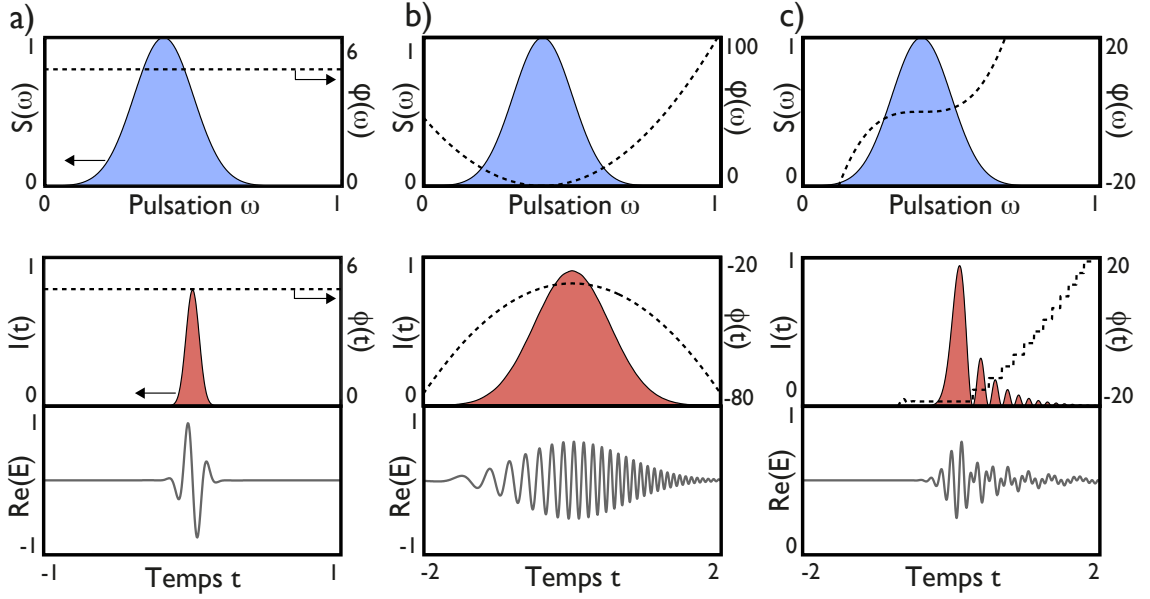 a)
1
S(ω)
0
6
φ(ω)
0
0
Pulsation ω
1
b)
1
S(ω)
0
100
φ(ω)
0
0
Pulsation ω
1
c)
1
S(ω)
0
20
φ(ω)
-20
0
Pulsation ω
1
1
I(t)
0
6
ϕ(t)
0
1
Re(E)
-1
-1
Temps t
1
1
I(t)
0
-20
ϕ(t)
-80
1
Re(E)
-1
-2
Temps t
2
1
I(t)
0
20
ϕ(t)
-20
1
Re(E)
0
-2
Temps t
2